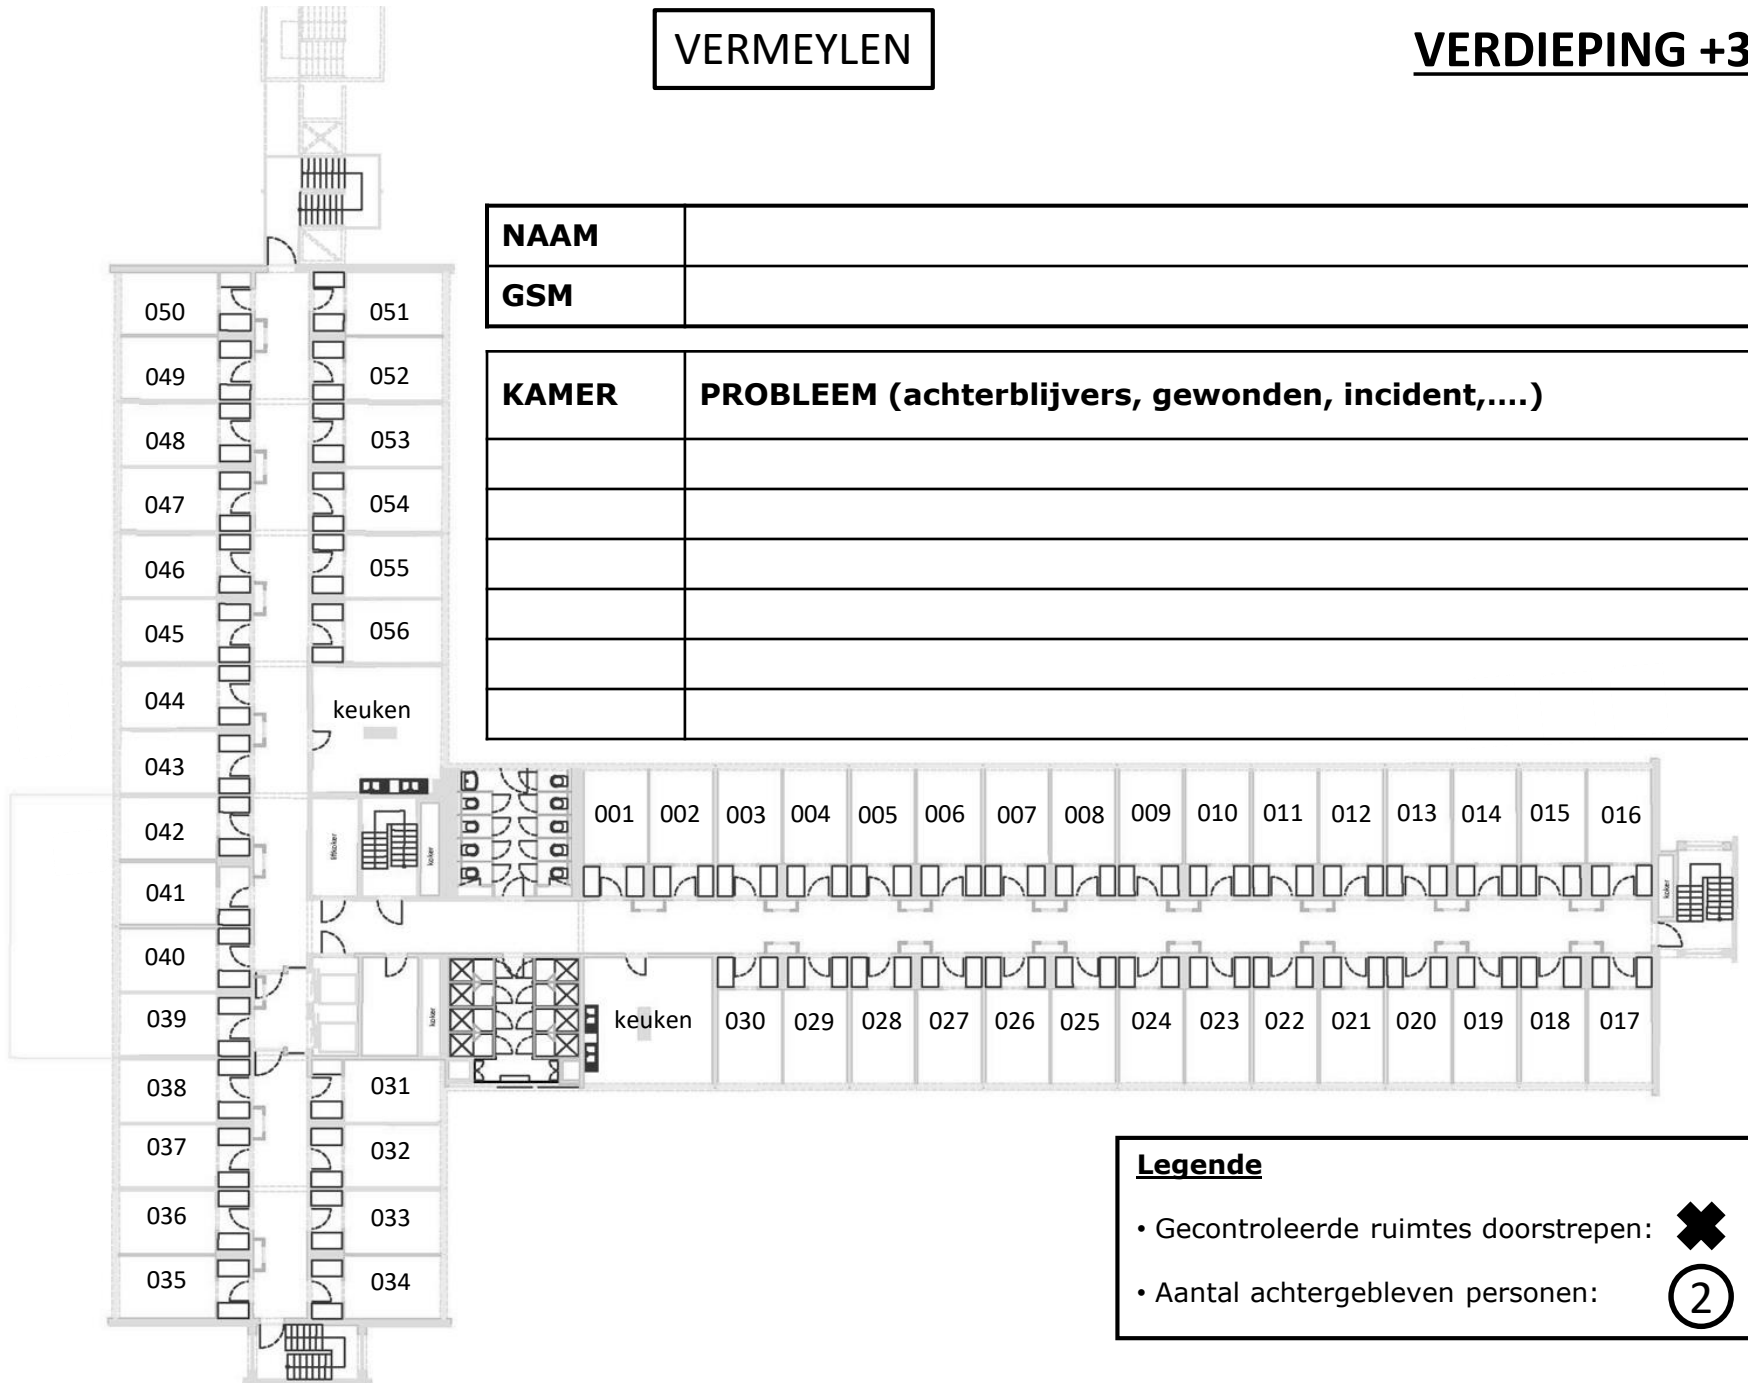 VERMEYLEN
VERDIEPING +3
NAAM
GSM
KAMER PROBLEEM (achterblijvers, gewonden, incident,....)
050 051
049 052
048 053
047 054
046 055
045 056
044 keuken
043
042 liftkoker koker
001 002 003 004 005 006 007 008 009 010 011 012 013 014 015 016
041 koker
040
039 koker keuken 030 029 028 027 026 025 024 023 022 021 020 019 018 017
038 031
037 032
036 033
035 034
Legende
• Gecontroleerde ruimtes doorstrepen:
• Aantal achtergebleven personen: 2